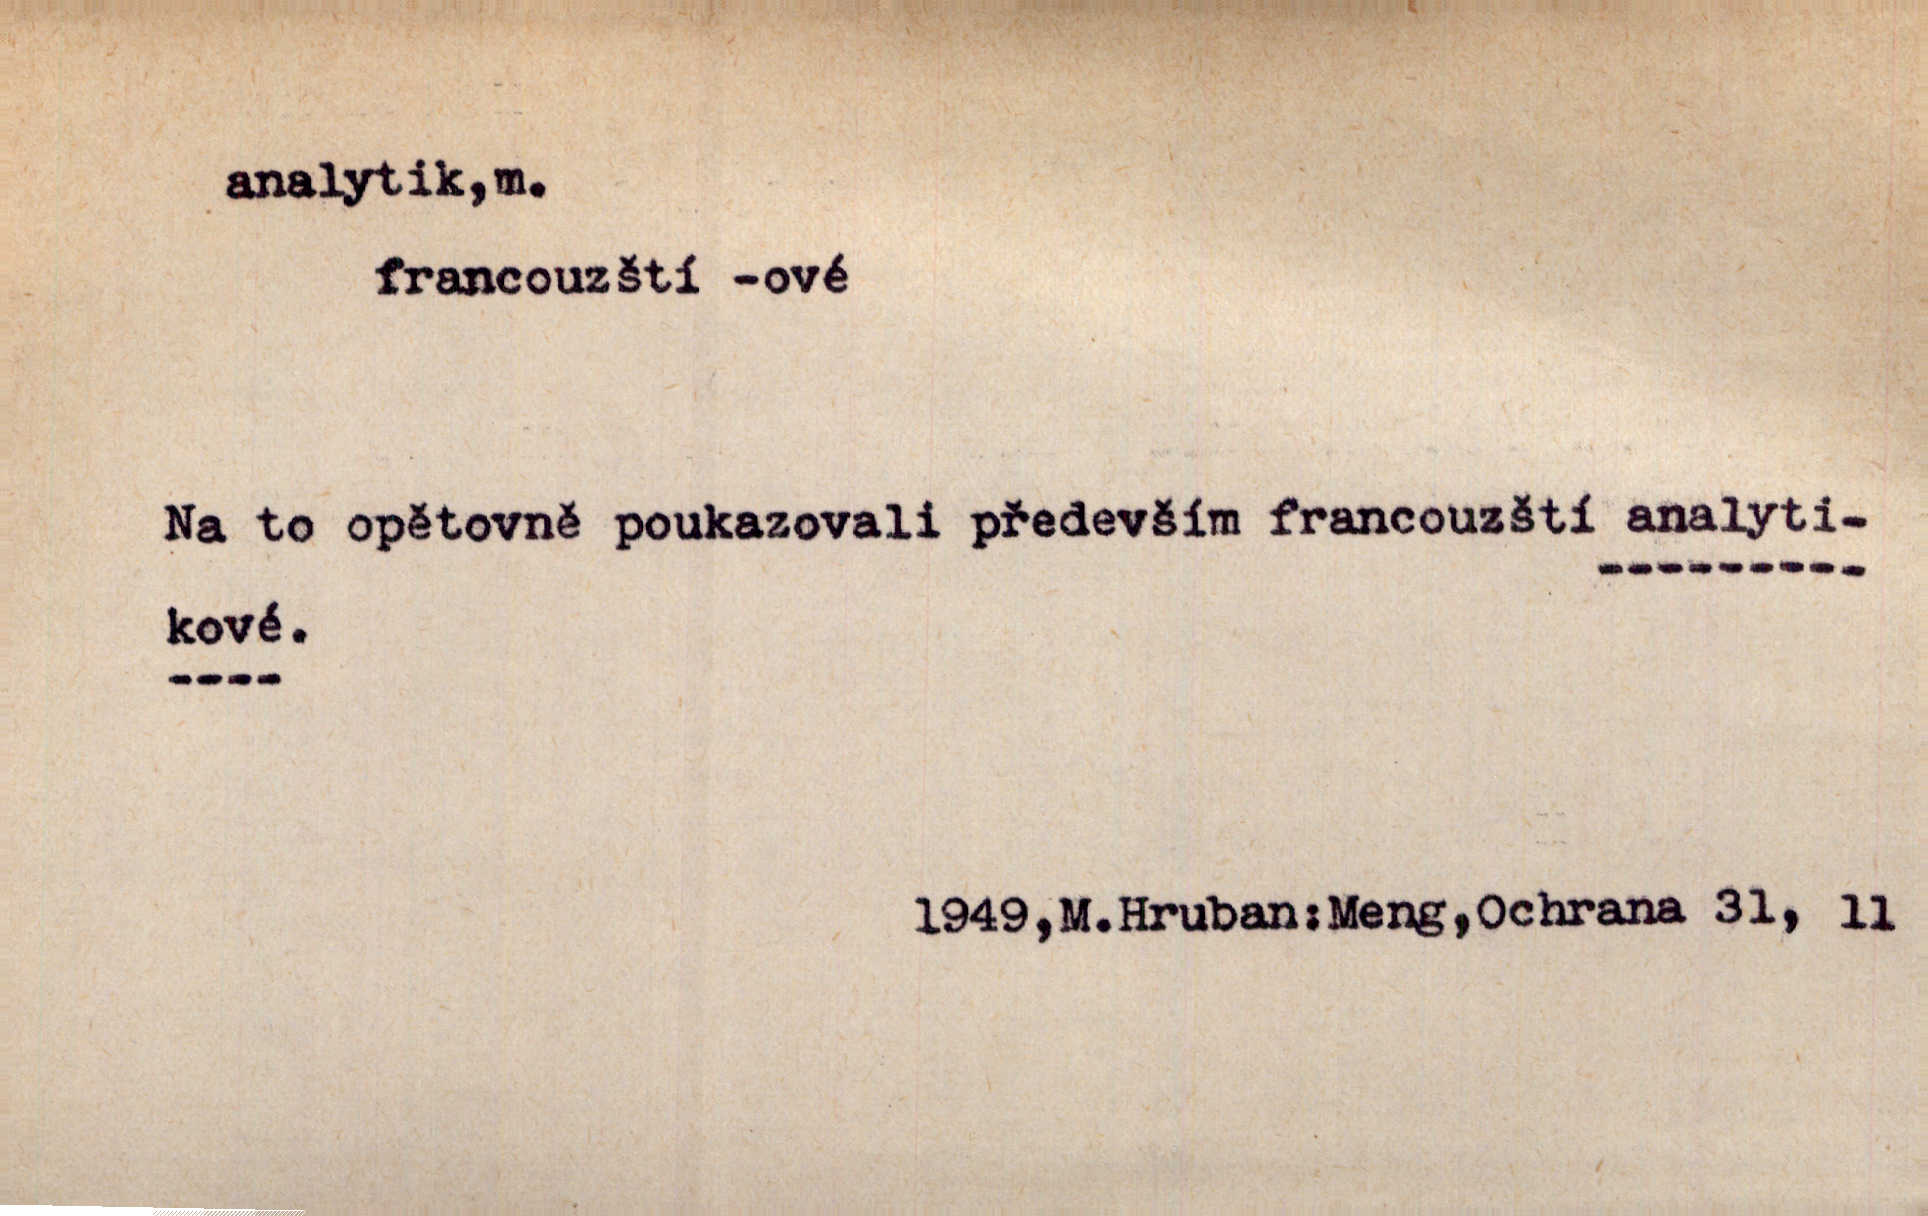 analytik,m.
francouzští -ové
Na to opětovně poukazovali především francouzští analyti-
kové.
1949,M.Hruban:Meng,Ochrana 31, 11